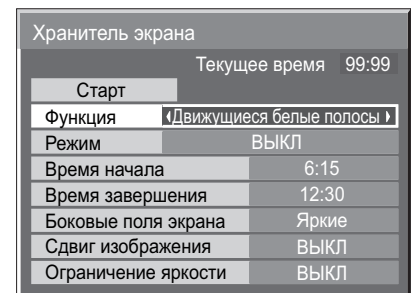 Хранитель экрана
Текущее время 99:99
Старт
Функция Движущиеся белые полосы
Режим ВЫКЛ
Время начала 6:15
Время завершения 12:30
Боковые поля экрана Яркие
Сдвиг изображения ВЫКЛ
Ограничение яркости ВЫКЛ